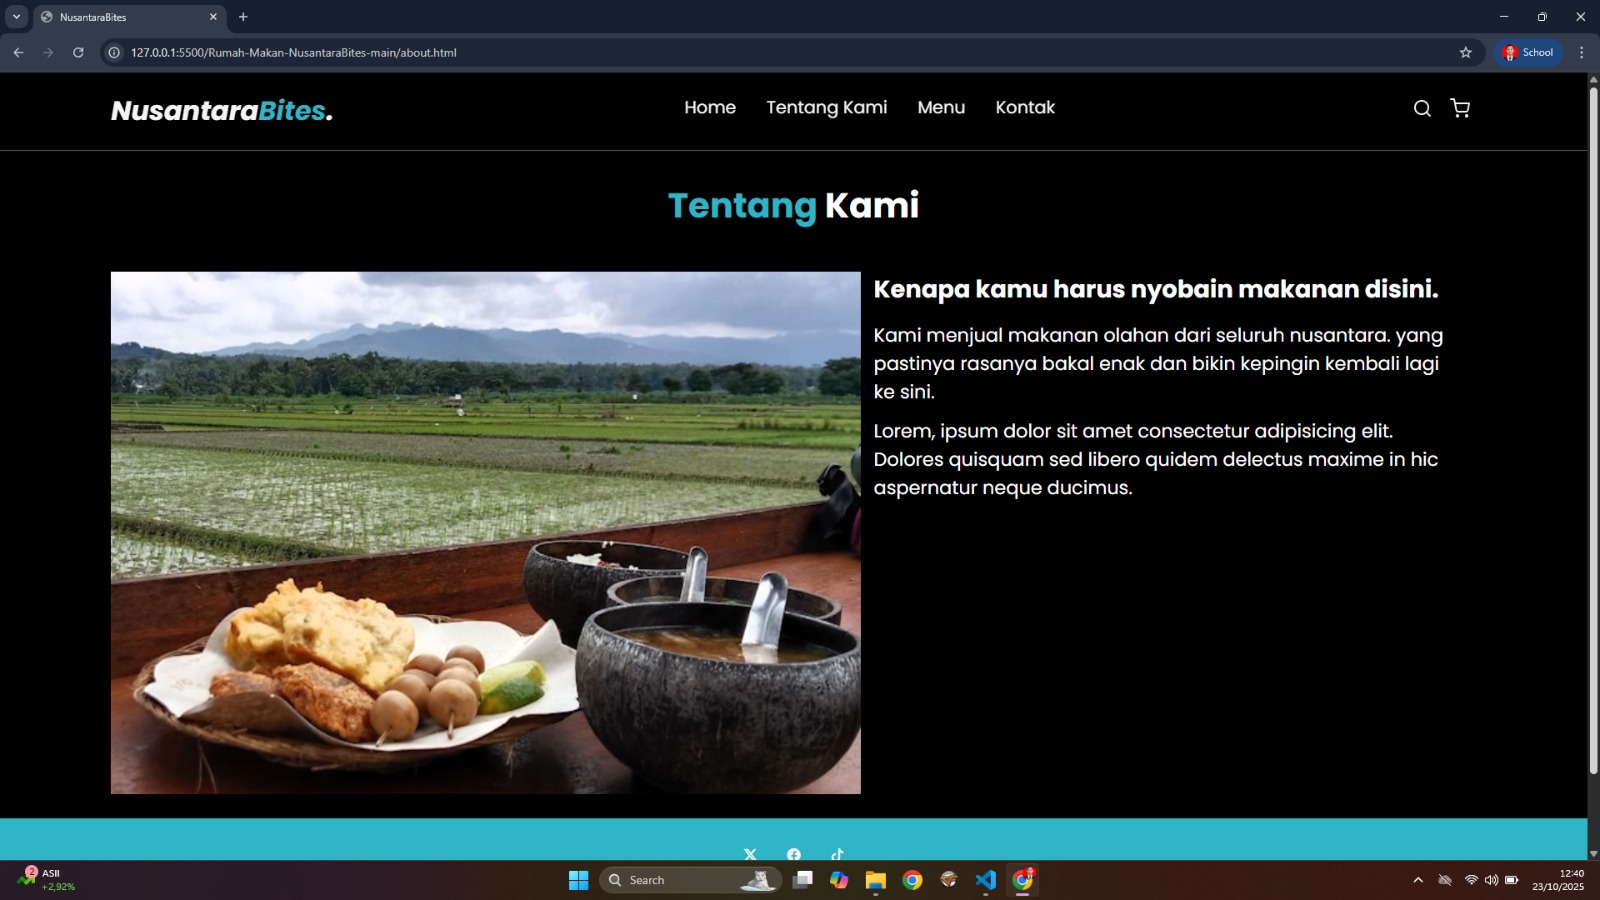 NusantaraBites
127.0.0.1:5500/Rumah-Makan-NusantaraBites-main/about.html
School
NusantaraBites.
Home
Tentang Kami
Menu
Kontak
Tentang Kami
Kenapa kamu harus nyobain makanan disini.
Kami menjual makanan olahan dari seluruh nusantara. yang
pastinya rasanya bakal enak dan bikin kepingin kembali lagi
ke sini.
Lorem, ipsum dolor sit amet consectetur adipisicing elit.
Dolores quisquam sed libero quidem delectus maxime in hic
aspernatur neque ducimus.
2
ASII
+2,92%
Search
12:40
23/10/2025